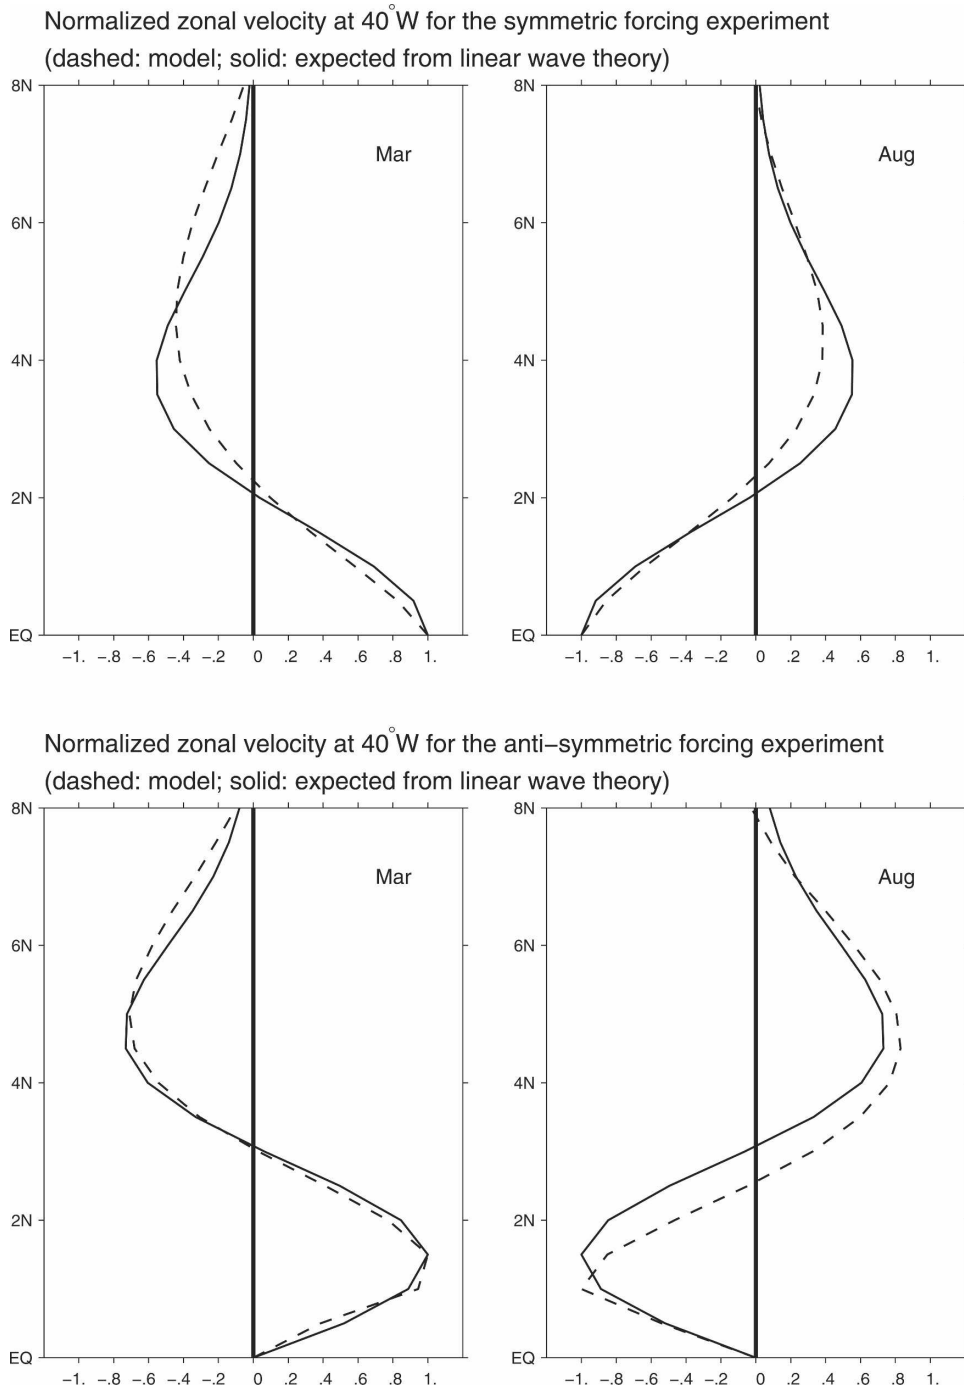 Normalized zonal velocity at 40°W for the symmetric forcing experiment
(dashed: model; solid: expected from linear wave theory)
8N
6N
4N
2N
EQ
Mar
−1. −.8 −.6 −.4 −.2 0 .2 .4 .6 .8 1.
8N
6N
4N
2N
EQ
Aug
−1. −.8 −.6 −.4 −.2 0 .2 .4 .6 .8 1.
Normalized zonal velocity at 40°W for the anti−symmetric forcing experiment
(dashed: model; solid: expected from linear wave theory)
8N
6N
4N
2N
EQ
Mar
−1. −.8 −.6 −.4 −.2 0 .2 .4 .6 .8 1.
8N
6N
4N
2N
EQ
Aug
−1. −.8 −.6 −.4 −.2 0 .2 .4 .6 .8 1.